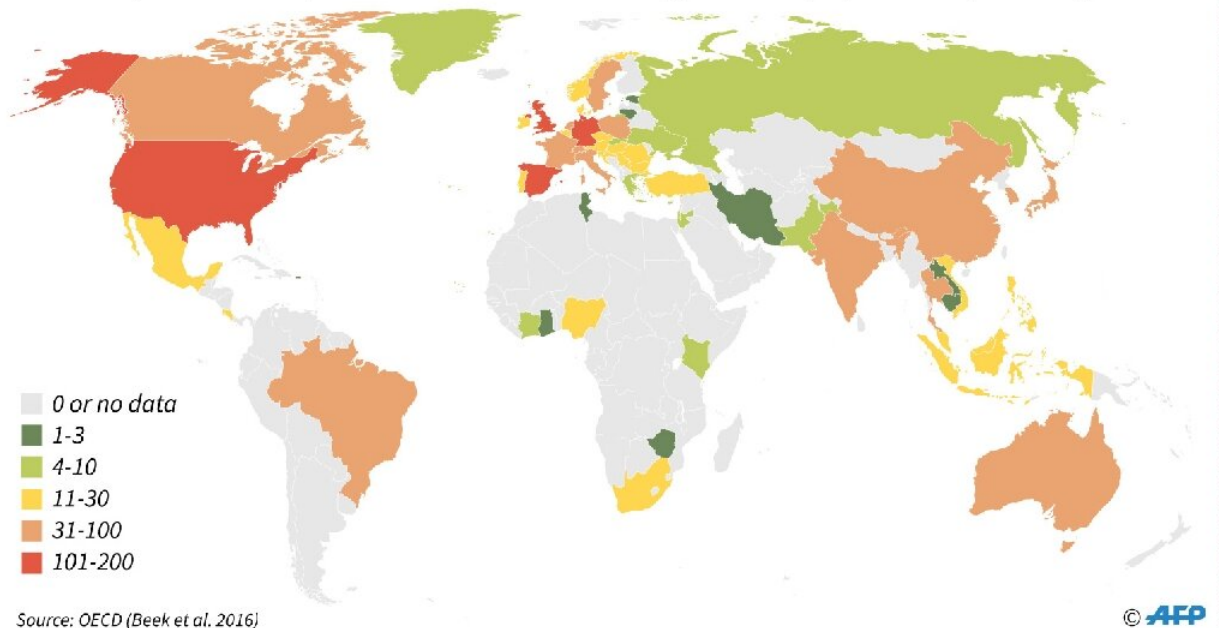 0 or no data
1-3
4-10
11-30
31-100
101-200
Source: OECD (Beek et al. 2016)
© AFP